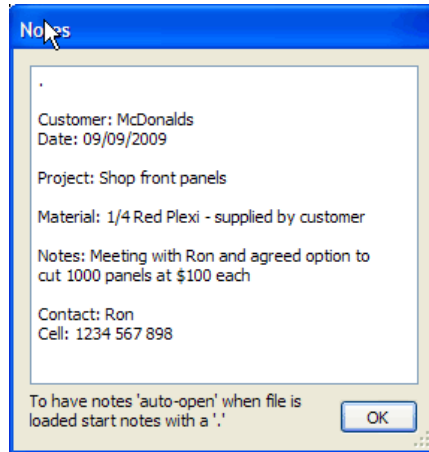 Notes
.
Customer: McDonalds
Date: 09/09/2009
Project: Shop front panels
Material: 1/4 Red Plexi - supplied by customer
Notes: Meeting with Ron and agreed option to
cut 1000 panels at $100 each
Contact: Ron
Cell: 1234 567 898
To have notes 'auto-open' when file is
loaded start notes with a '.'
OK